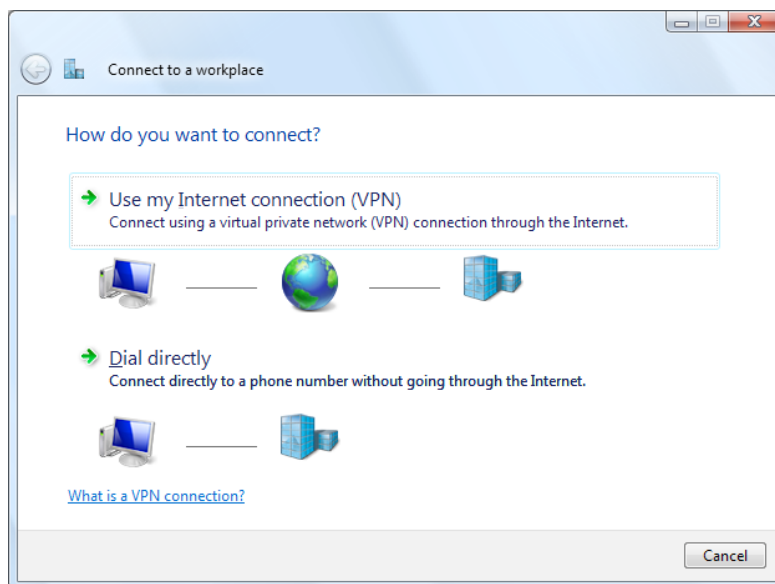 Connect to a workplace
How do you want to connect?
Use my Internet connection (VPN)
Connect using a virtual private network (VPN) connection through the Internet.
Dial directly
Connect directly to a phone number without going through the Internet.
What is a VPN connection?
Cancel